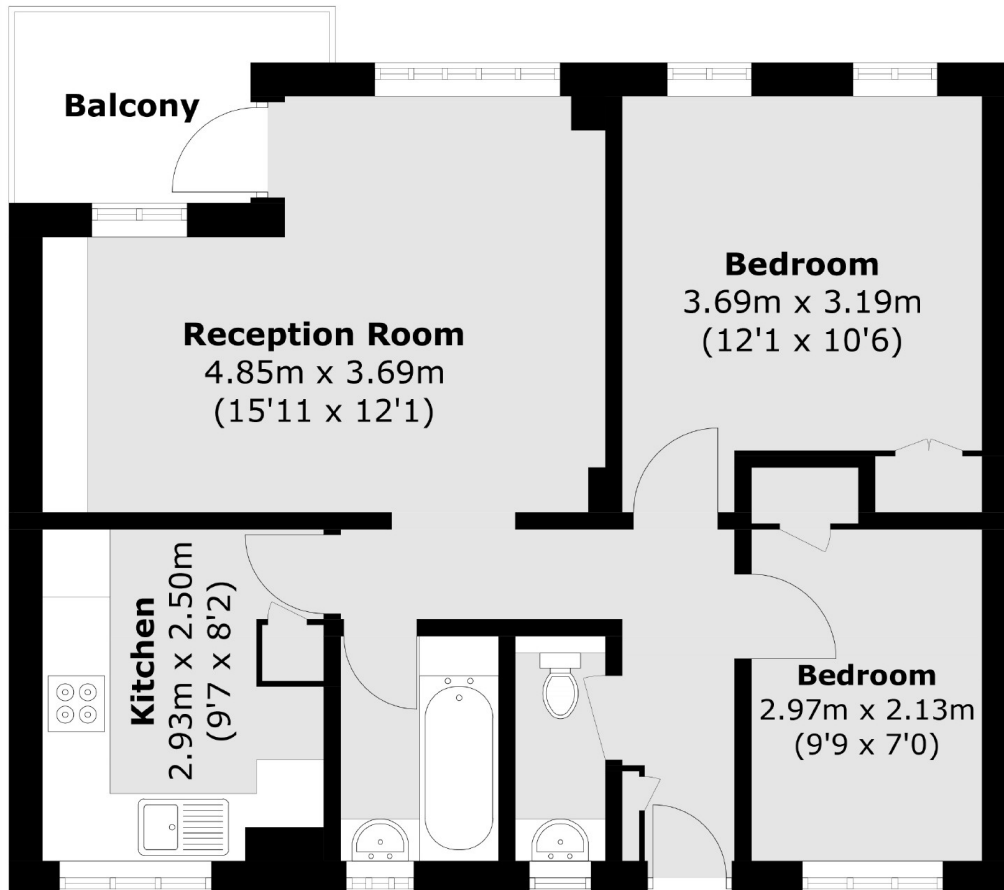 Balcony
Reception Room
4.85m x 3.69m
(15'11 x 12'1)
Bedroom
3.69m x 3.19m
(12'1 x 10'6)
Kitchen
2.93m x 2.50m
(9'7 x 8'2)
Bedroom
2.97m x 2.13m
(9'9 x 7'0)